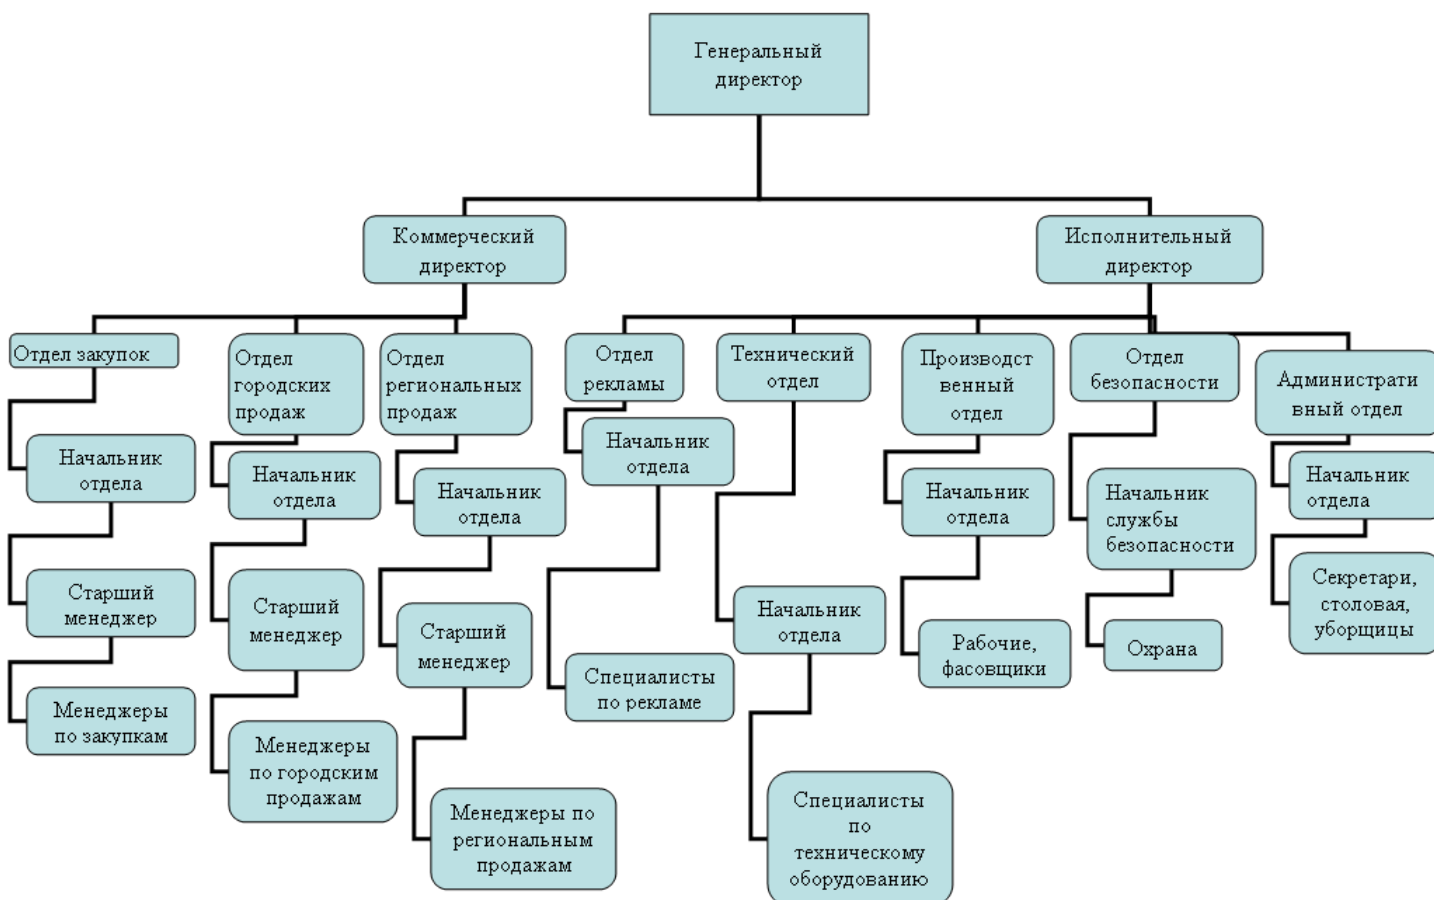 Генеральный
директор
Коммерческий
директор
Исполнительный
директор
Отдел закупок
Отдел
городских
продаж
Отдел
региональных
продаж
Отдел
рекламы
Технический
отдел
Производст
венный
отдел
Отдел
безопасности
Администрати
вный отдел
Начальник
отдела
Начальник
отдела
Начальник
отдела
Начальник
отдела
Начальник
отдела
Начальник
отдела
Начальник
службы
безопасности
Начальник
отдела
Старший
менеджер
Старший
менеджер
Старший
менеджер
Специалисты
по рекламе
Рабочие,
фасовщики
Охрана
Секретари,
столовая,
уборщицы
Менеджеры
по закупкам
Менеджеры
по городским
продажам
Менеджеры по
региональным
продажам
Специалисты
по
техническому
оборудованию